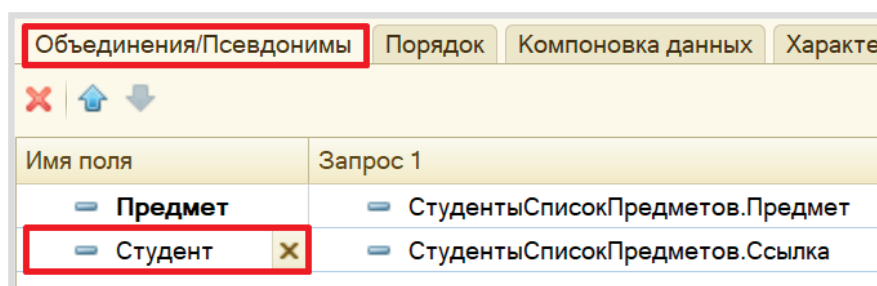 Объединения/Псевдонимы Порядок Компоновка данных Характе
Имя поля Запрос 1
Предмет СтудентыСписокПредметов.Предмет
Студент СтудентыСписокПредметов.Ссылка